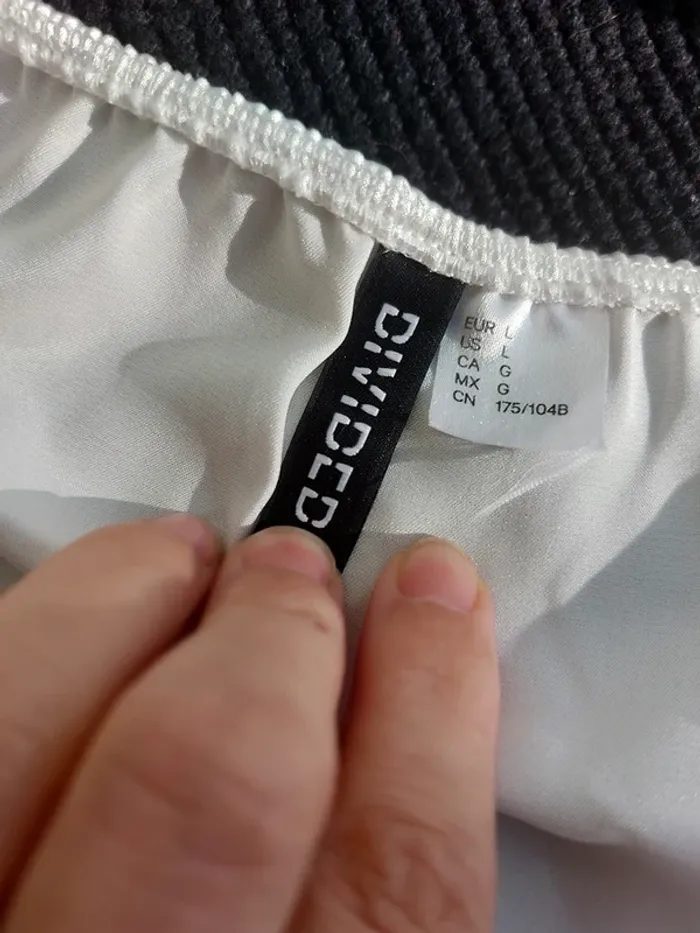 DIVIDED
EUR L
US L
CA G
MX G
CN 175/104B